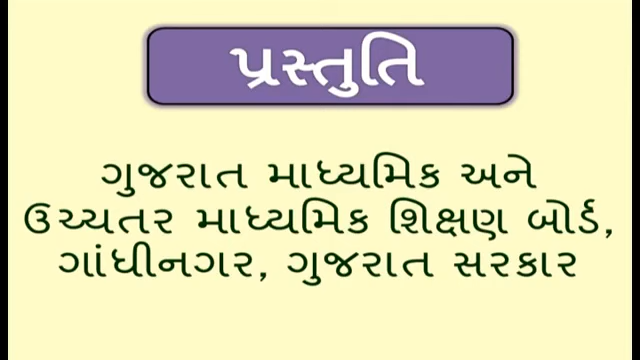 પ્રસ્તુતિ
ગુજરાત માધ્યમિક અને
ઉચ્ચતર માધ્યમિક શિક્ષણ બોર્ડ,
ગાંધીનગર, ગુજરાત સરકાર